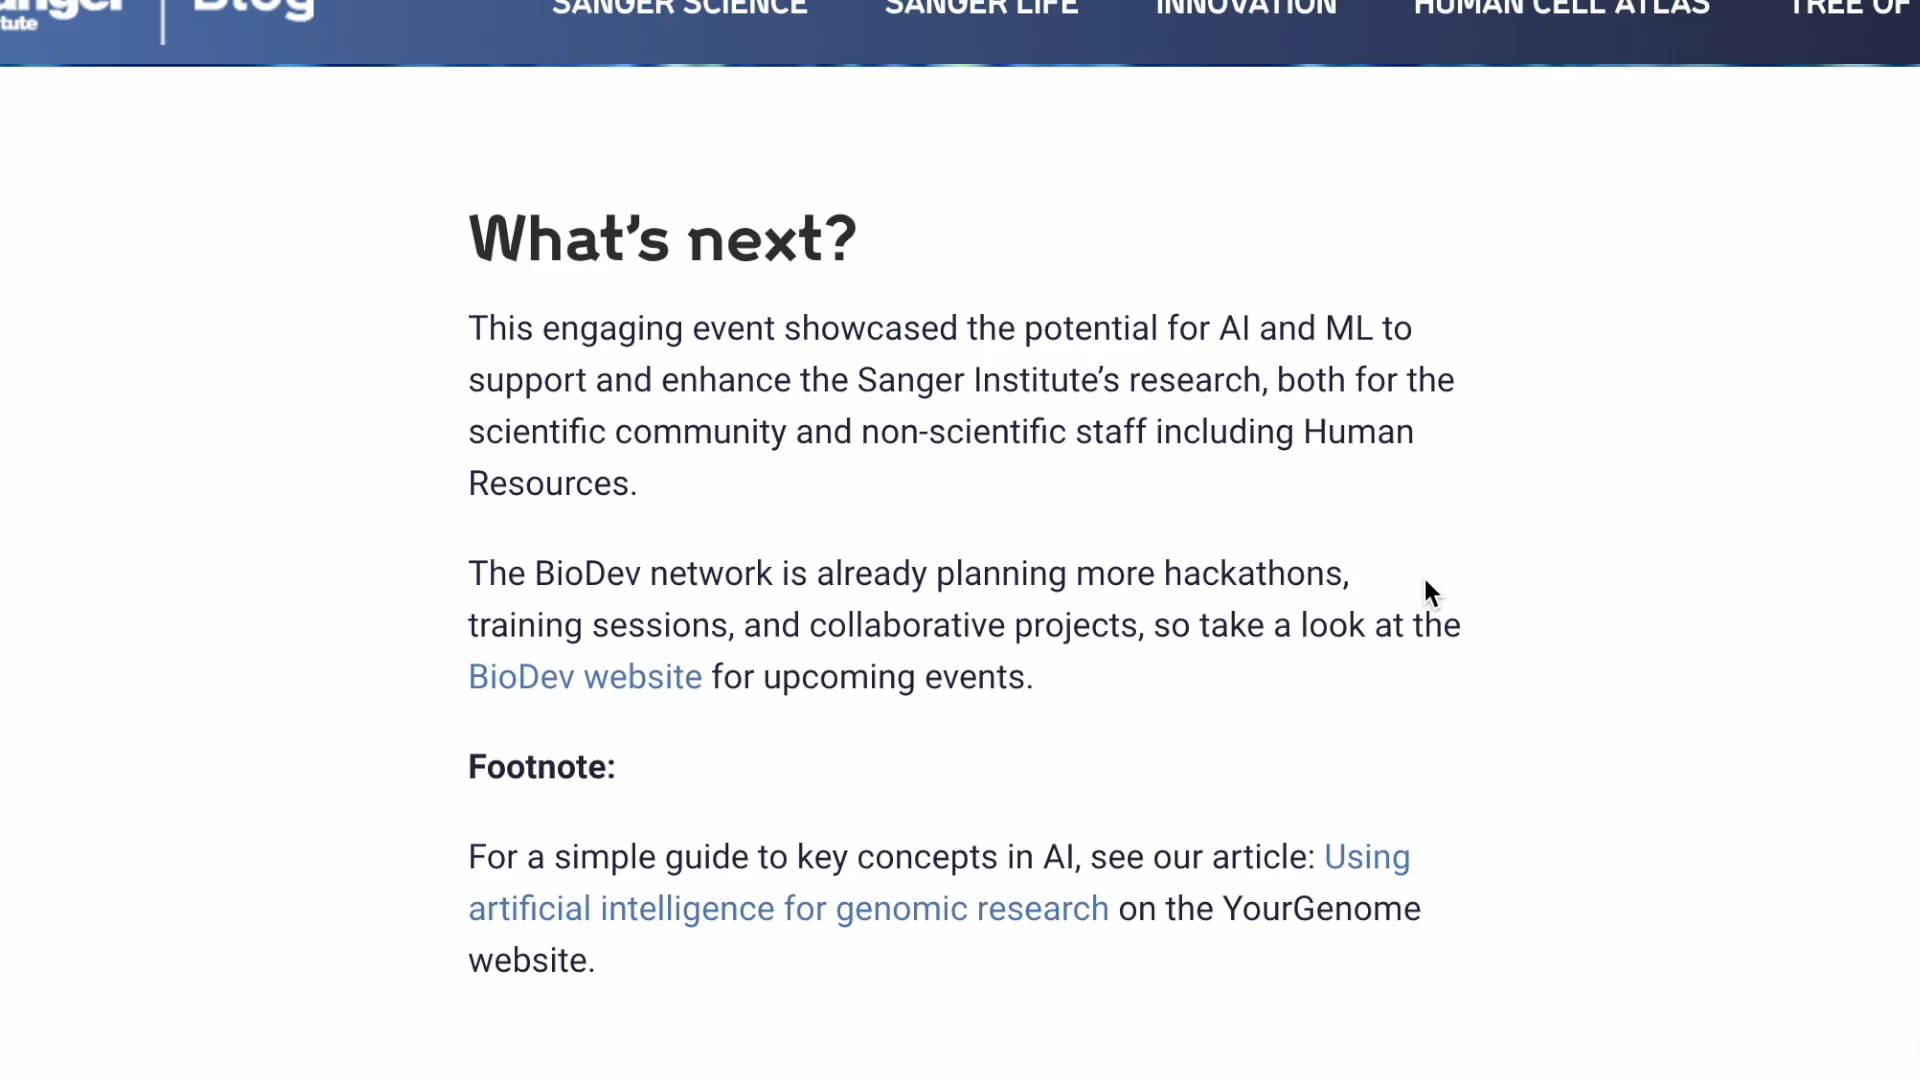 tute
Blog
SANGER SCIENCE
SANGER LIFE
INNOVATION
HUMAN CELL ATLAS
TREE OF
What's next?
This engaging event showcased the potential for AI and ML to
support and enhance the Sanger Institute’s research, both for the
scientific community and non-scientific staff including Human
Resources.
The BioDev network is already planning more hackathons,
training sessions, and collaborative projects, so take a look at the
BioDev website for upcoming events.
Footnote:
For a simple guide to key concepts in AI, see our article: Using
artificial intelligence for genomic research on the YourGenome
website.